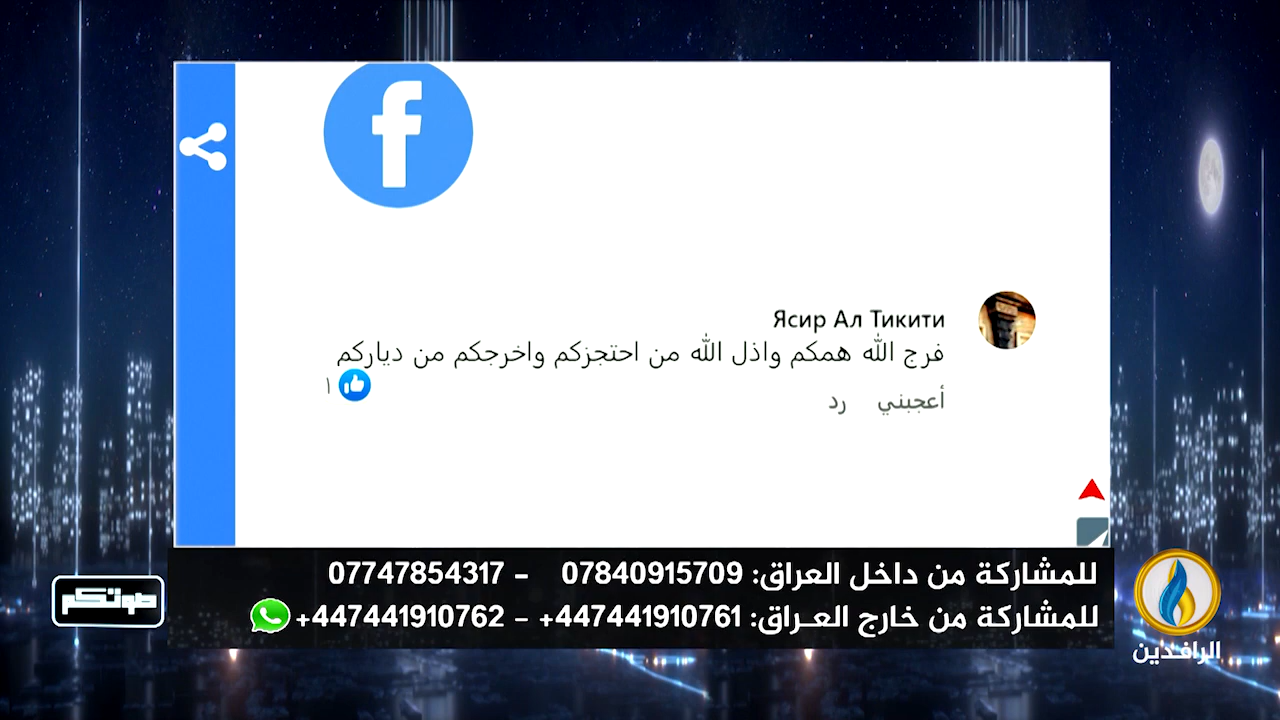 f
Ясир Ал Тикити
فرج الله همكم واذل الله من احتجزكم واخرجكم من دياركم
١
أعجبني رد
للمشاركة من داخل العراق: 07840915709 - 07747854317
للمشاركة من خارج العـراق: 447441910761+ - 447441910762+
صوتكم
الرافدين